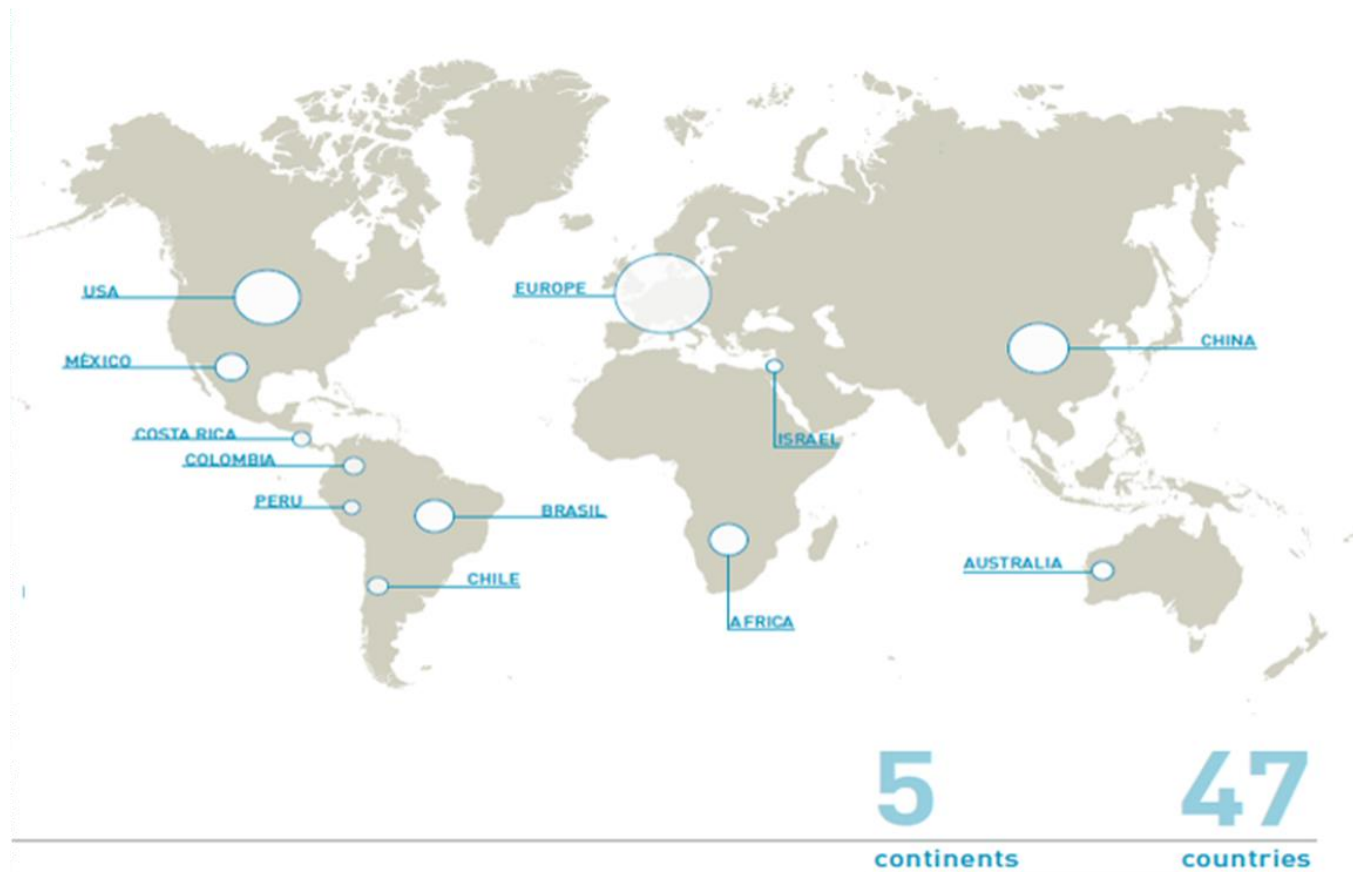 USA
EUROPE
CHINA
MÉXICO
COSTA RICA
ISRAEL
COLOMBIA
PERU
BRASIL
AUSTRALIA
CHILE
AFRICA
5
continents
47
countries